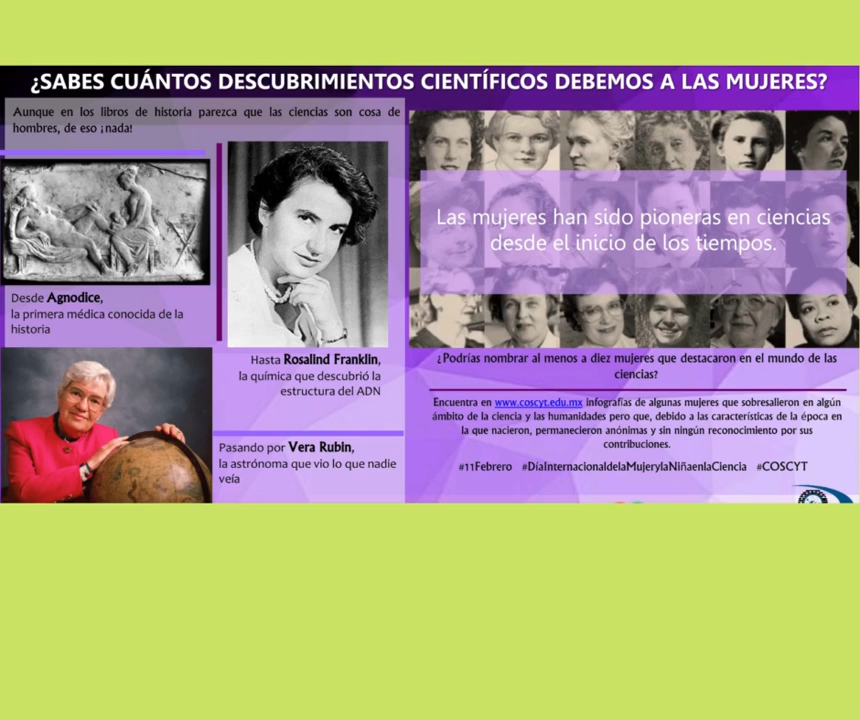 ¿SABES CUÁNTOS DESCUBRIMIENTOS CIENTÍFICOS DEBEMOS A LAS MUJERES?
Aunque en los libros de historia parezca que las ciencias son cosa de
hombres, de eso ¡nada!
Desde Agnodice,
la primera médica conocida de la
historia
Hasta Rosalind Franklin,
la química que descubrió la
estructura del ADN
Pasando por Vera Rubin,
la astrónoma que vio lo que nadie
veía
Las mujeres han sido pioneras en ciencias
desde el inicio de los tiempos.
¿Podrías nombrar al menos a diez mujeres que destacaron en el mundo de las
ciencias?
Encuentra en www.coscyt.edu.mx infografías de algunas mujeres que sobresalieron en algún
ámbito de la ciencia y las humanidades pero que, debido a las características de la época en
la que nacieron, permanecieron anónimas y sin ningún reconocimiento por sus
contribuciones.
#11Febrero #DíaInternacionaldelaMujerylaNiñaenlaCiencia #COSCYT